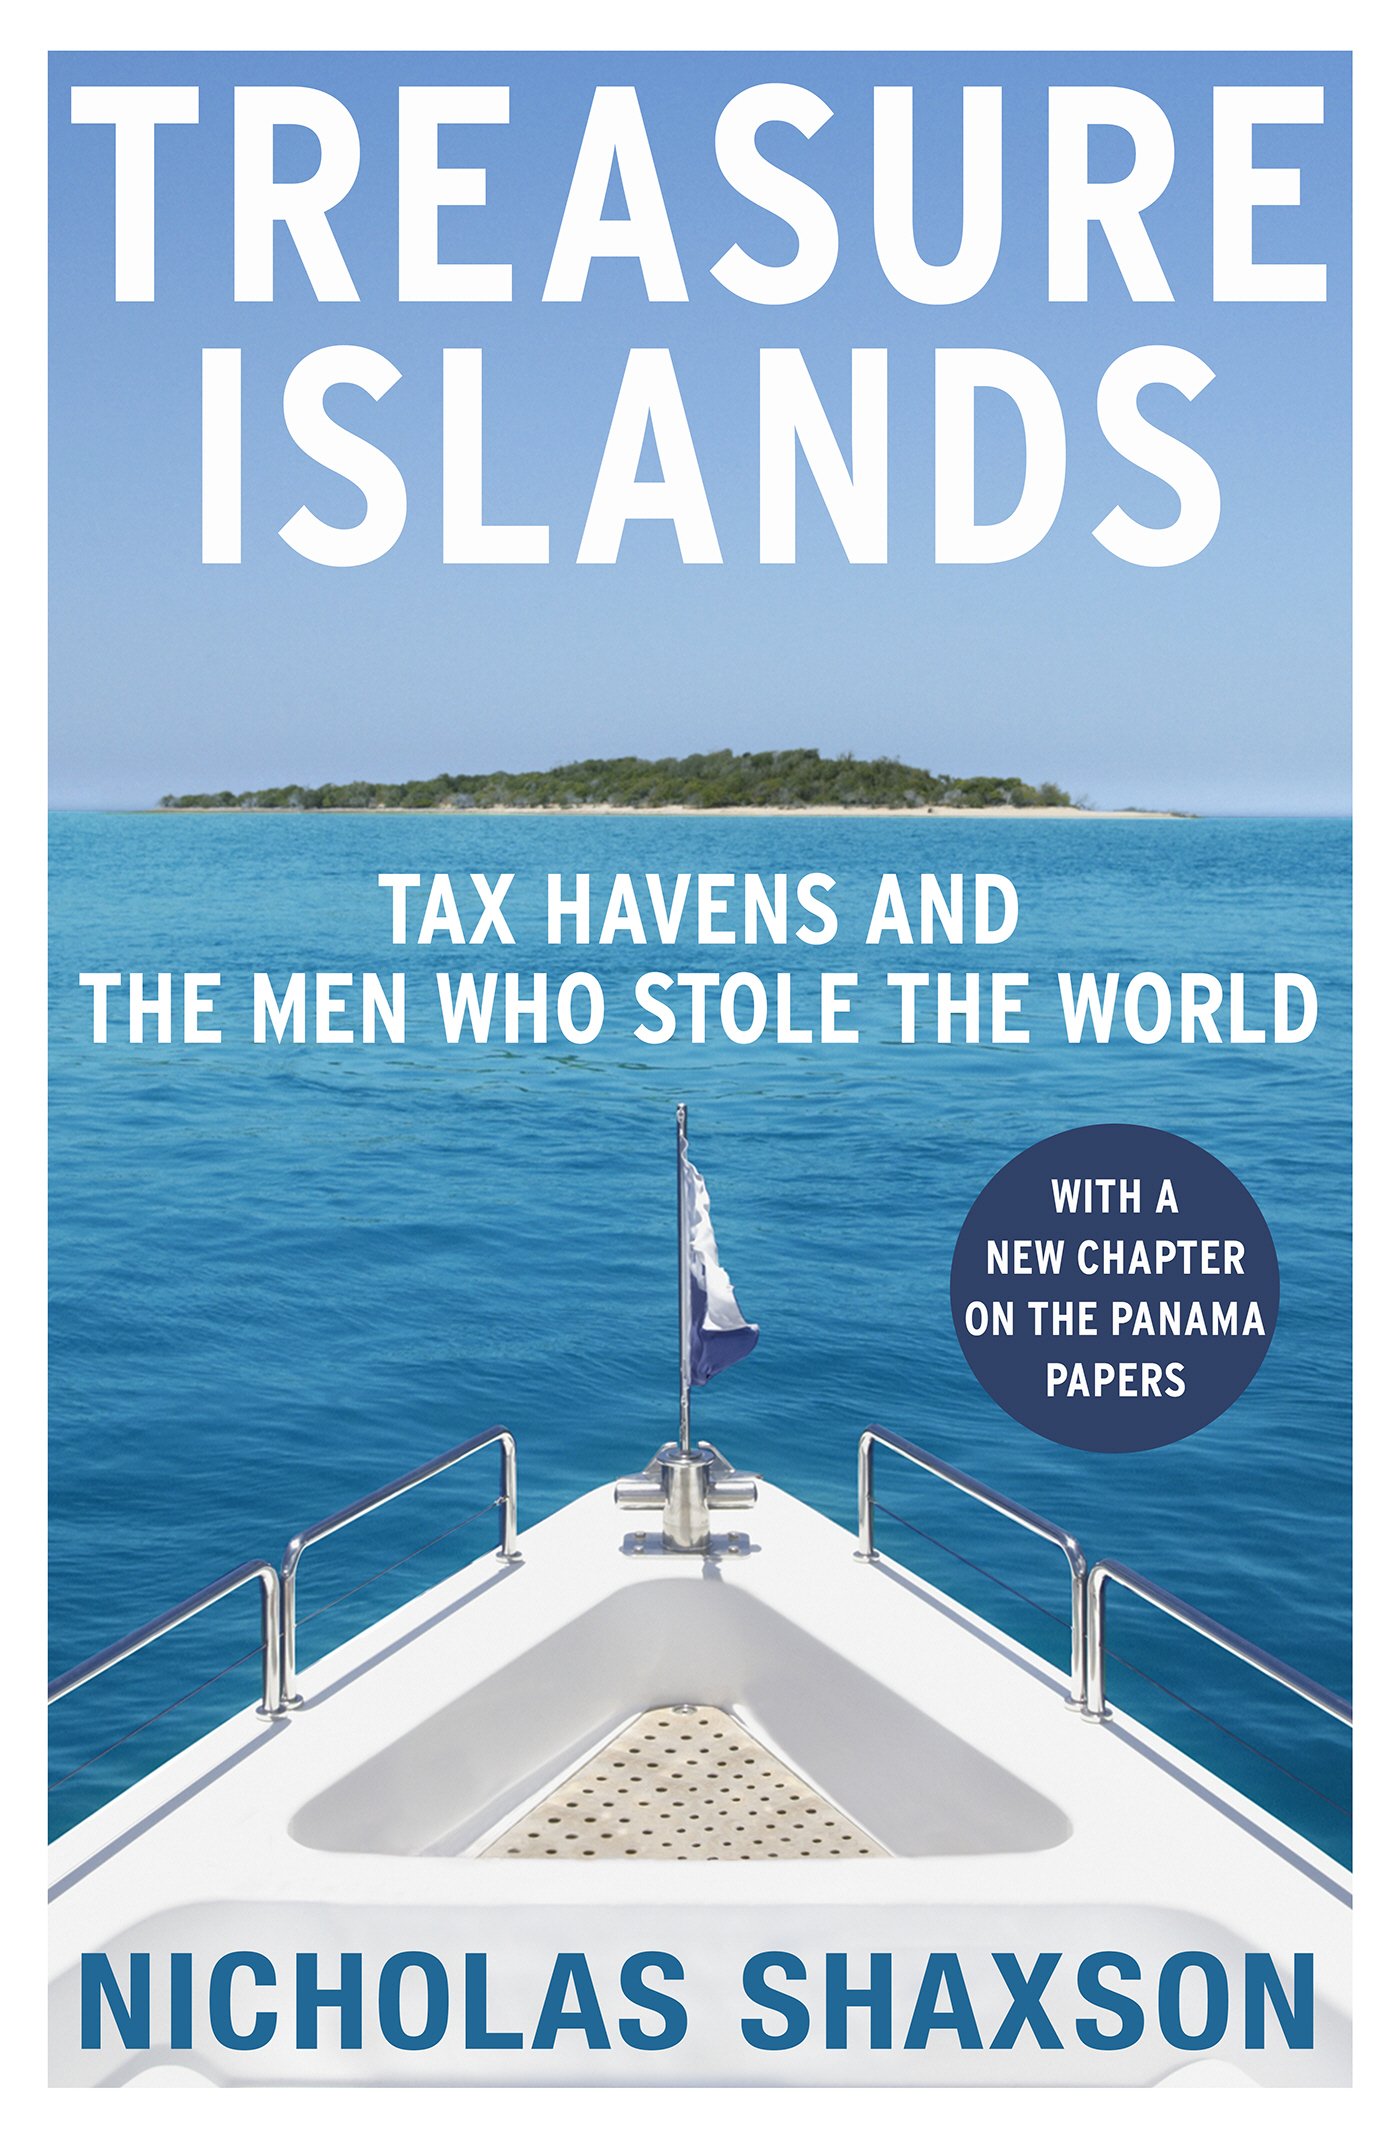 TREASURE
ISLANDS
TAX HAVENS AND
THE MEN WHO STOLE THE WORLD
WITH A
NEW CHAPTER
ON THE PANAMA
PAPERS
NICHOLAS SHAXSON